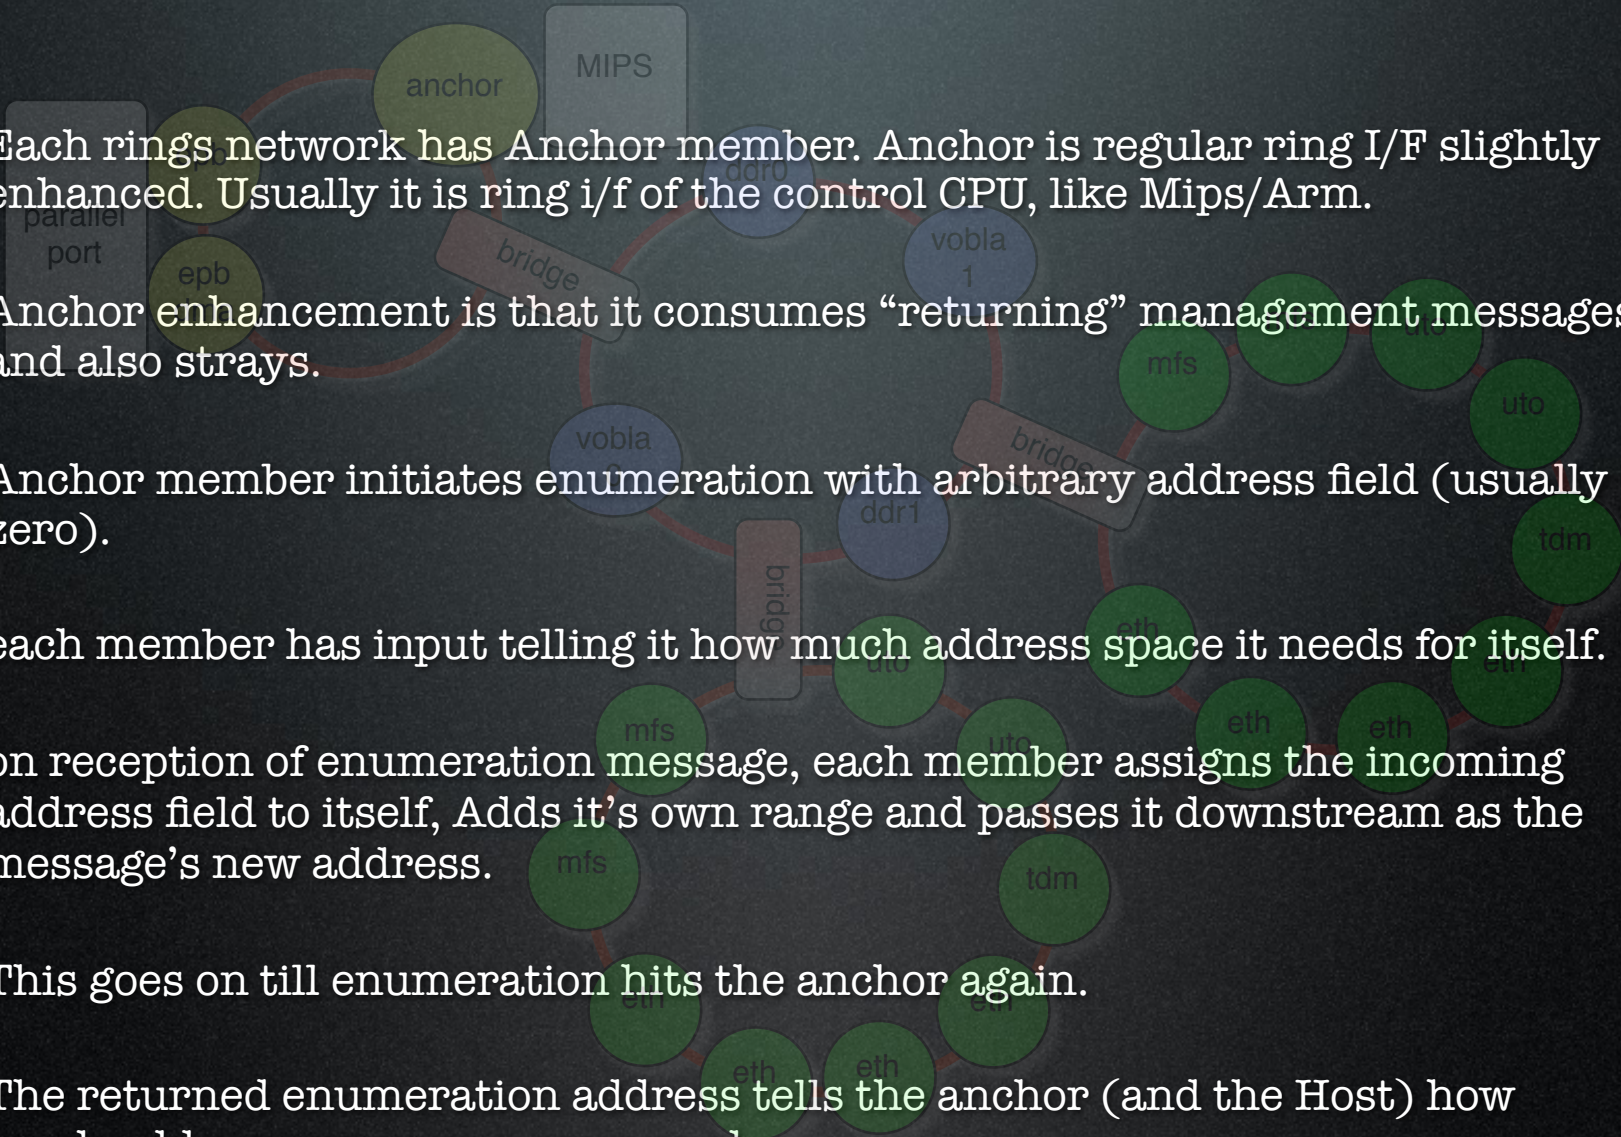 anchor
MIPS
Each rings network has Anchor member. Anchor is regular ring I/F slightly
enhanced. Usually it is ring i/f of the control CPU, like Mips/Arm.
parallel
port
epb
bridge
ddr0
vobla
1
Anchor enhancement is that it consumes “returning” management messages
and also strays.
mfs
uto
uto
vobla
bridge
ddr1
tdm
Anchor member initiates enumeration with arbitrary address field (usually
zero).
bridge
each member has input telling it how much address space it needs for itself.
uto
eth
eth
mfs
uto
eth
eth
on reception of enumeration message, each member assigns the incoming
address field to itself, Adds it’s own range and passes it downstream as the
message’s new address.
mfs
tdm
This goes on till enumeration hits the anchor again.
eth
eth
eth
eth
The returned enumeration address tells the anchor (and the Host) how